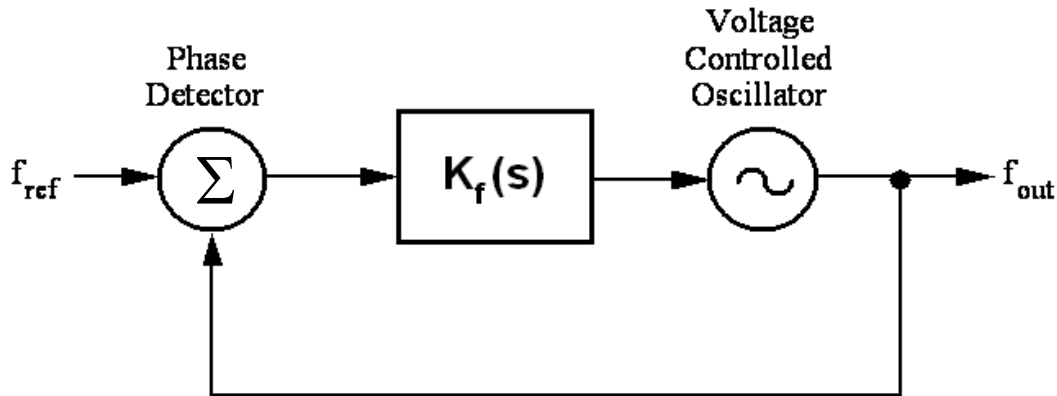 Voltage
Controlled
Oscillator
Phase
Detector
f_ref
Σ
K_f(s)
f_out